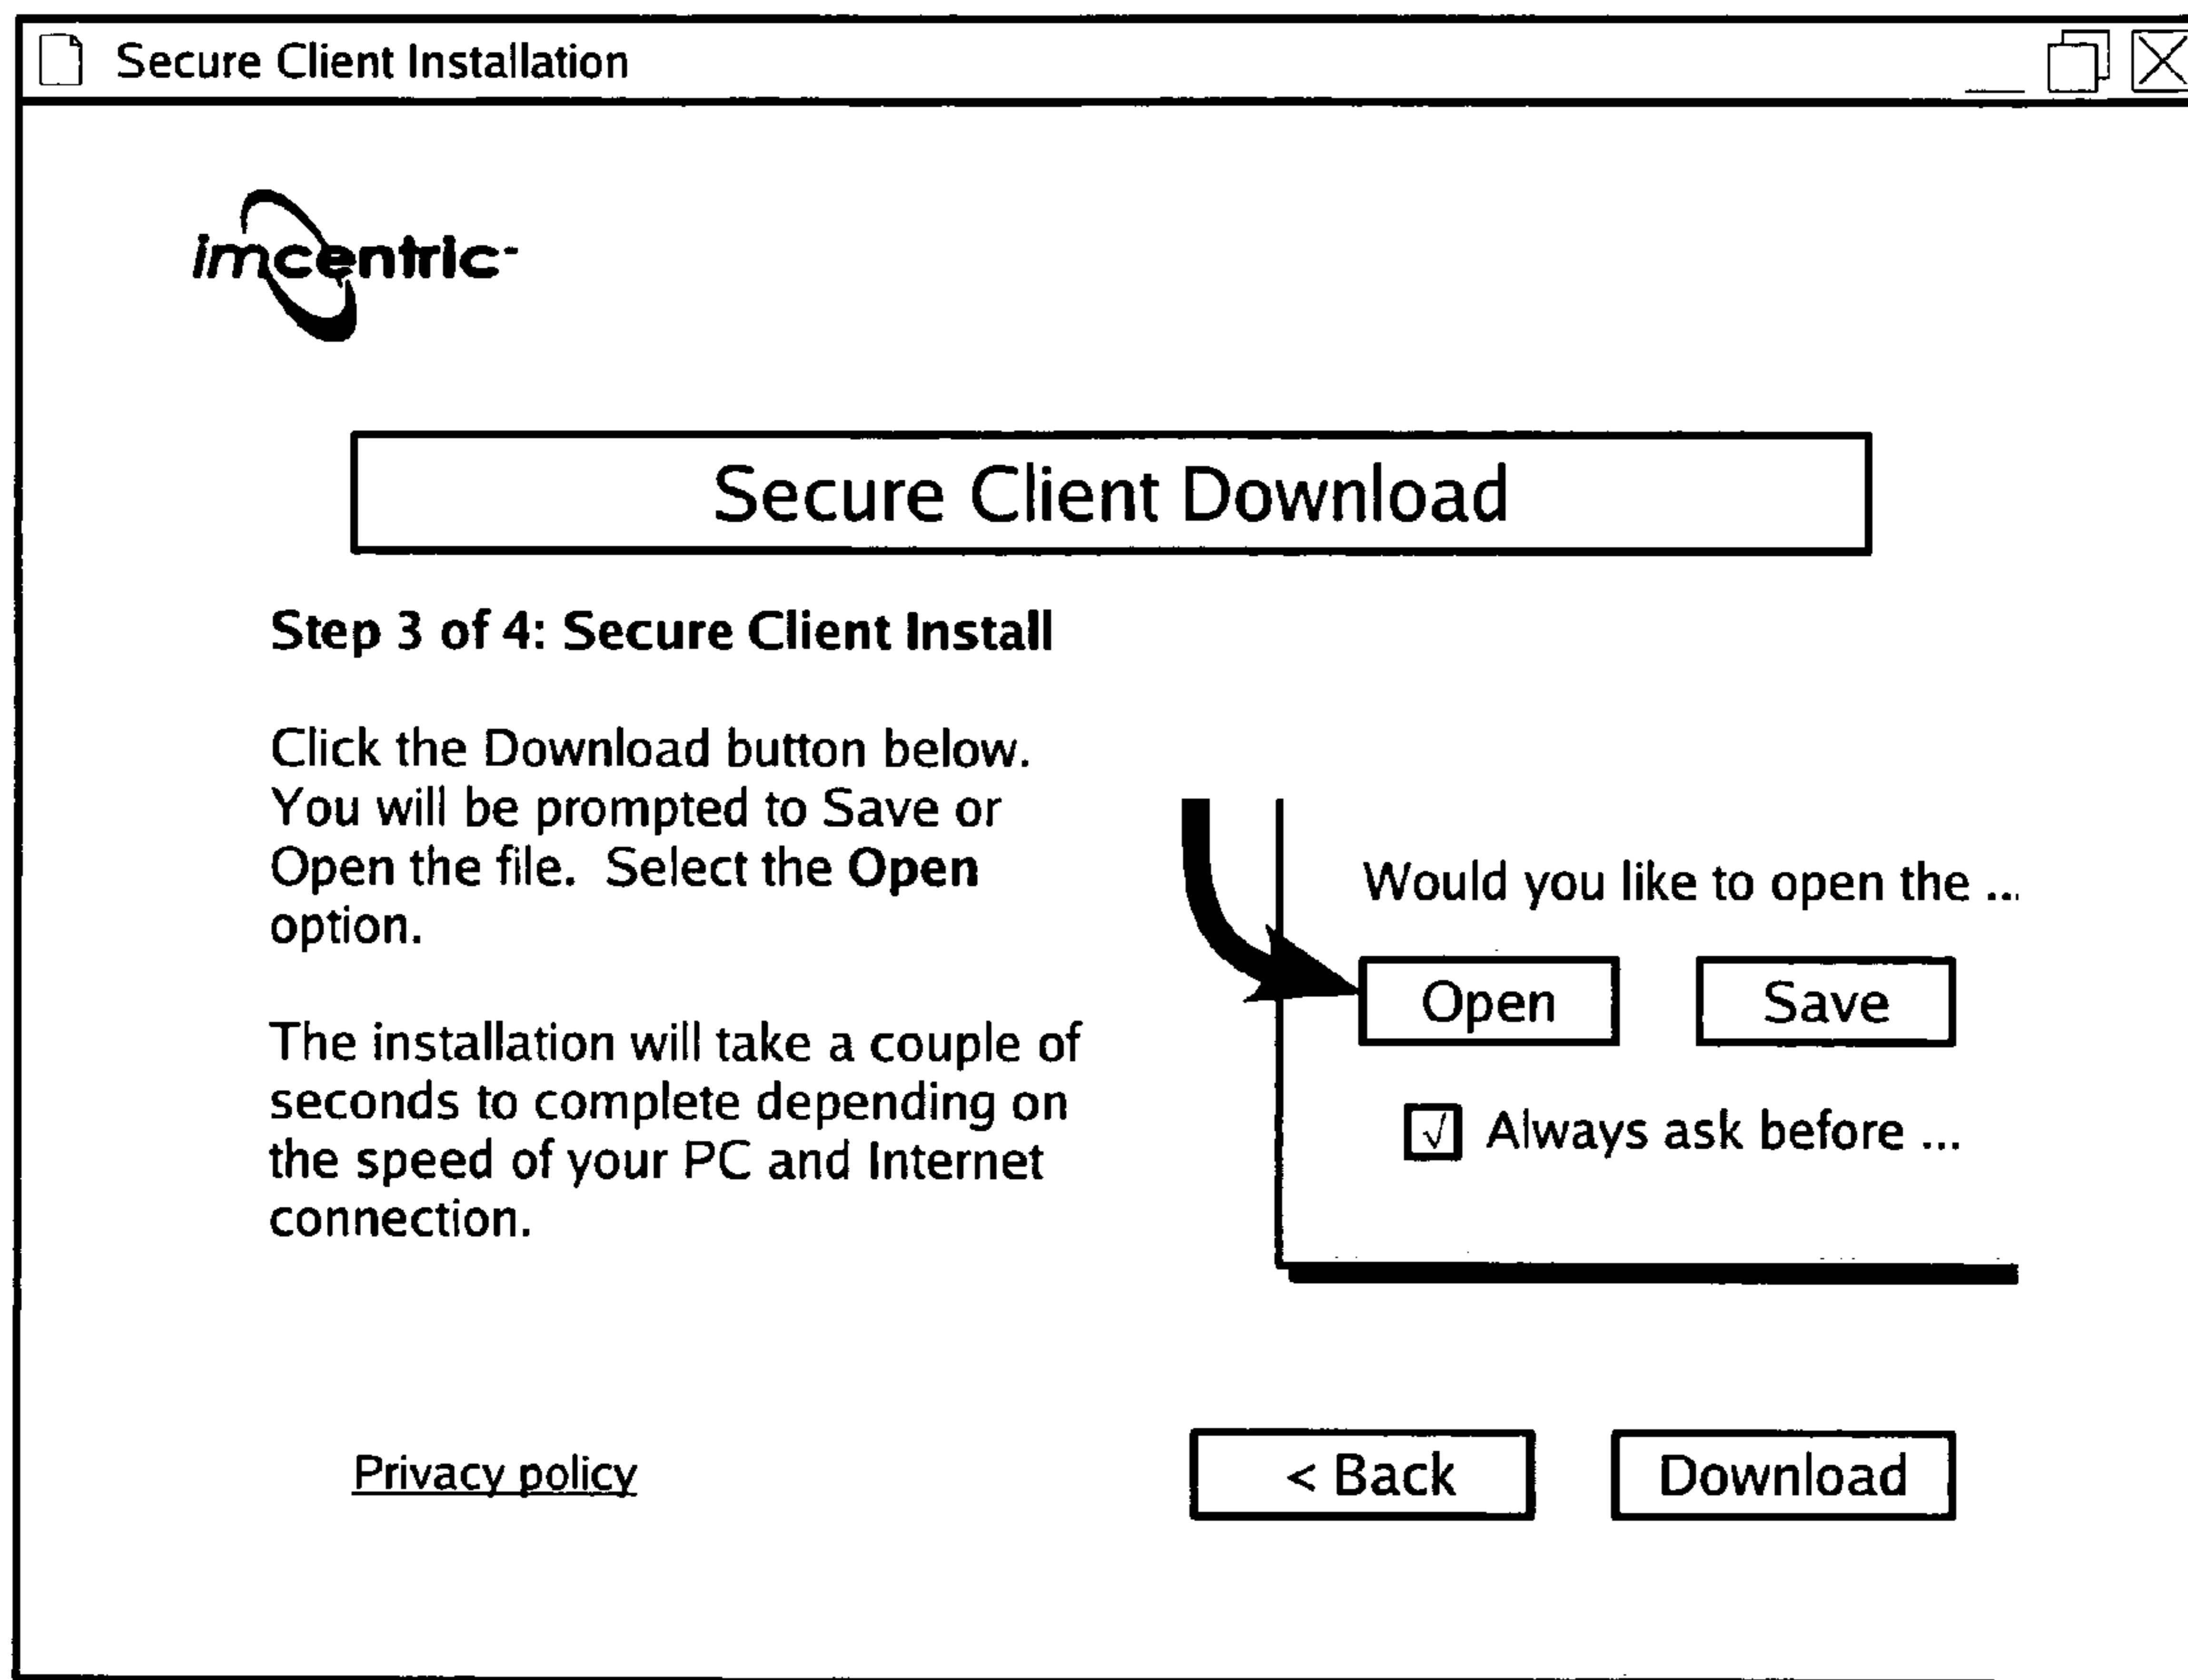 Secure Client Installation
imcentric
Secure Client Download
Step 3 of 4: Secure Client Install
Click the Download button below.
You will be prompted to Save or
Open the file. Select the Open
option.
The installation will take a couple of
seconds to complete depending on
the speed of your PC and Internet
connection.
Would you like to open the ...
Open
Save
Always ask before ...
Privacy policy
< Back
Download